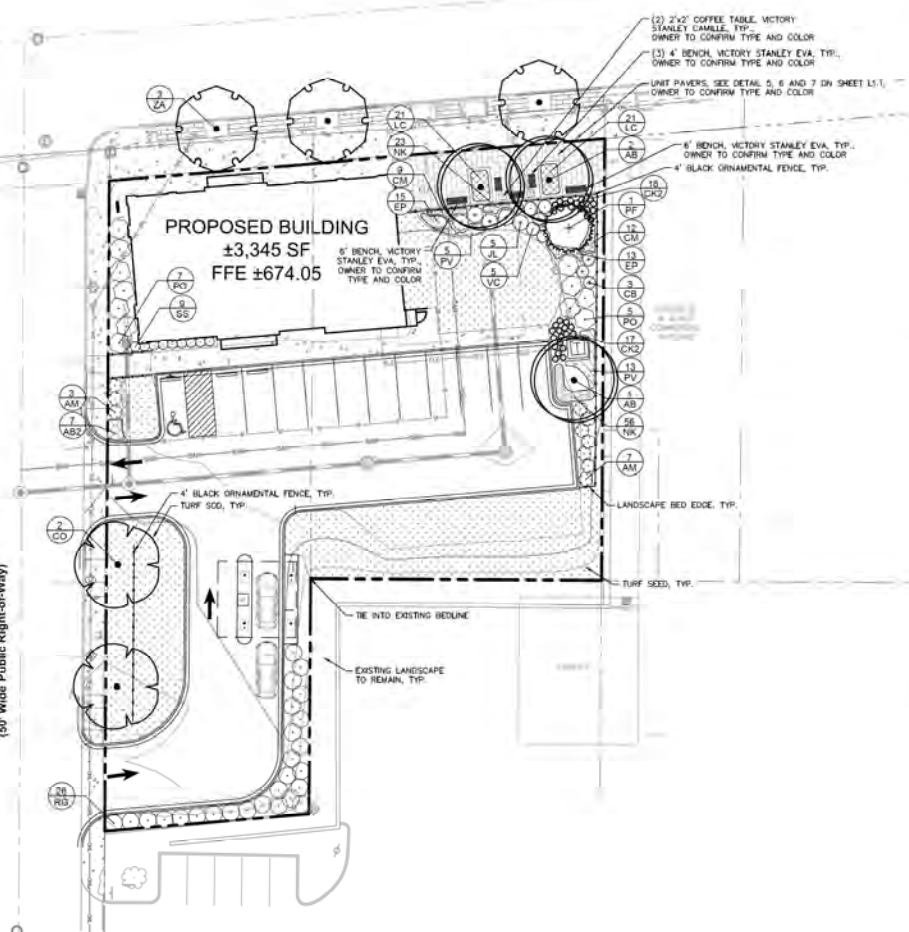 (2) 2'x2' COFFEE TABLE, VICTORY
STANLEY CAMILLE, TYP.,
OWNER TO CONFIRM TYPE AND COLOR
(3) 4' BENCH, VICTORY STANLEY EVA, TYP.,
OWNER TO CONFIRM TYPE AND COLOR
UNIT PAVERS, SEE DETAIL 5, 6 AND 7 ON SHEET L5.1,
OWNER TO CONFIRM TYPE AND COLOR
6' BENCH, VICTORY STANLEY EVA, TYP.,
OWNER TO CONFIRM TYPE AND COLOR
4' BLACK ORNAMENTAL FENCE, TYP.
3
ZA
21
LC
23
NK
9
CM
15
EP
21
LC
2
AB
18
CK2
1
PF
12
CM
13
EP
3
CB
5
PO
17
CK2
13
PV
1
AB
56
NK
7
AM
PROPOSED BUILDING
±3,345 SF
FFE ±674.05
6' BENCH, VICTORY
STANLEY EVA, TYP.,
OWNER TO CONFIRM
TYPE AND COLOR
5
PV
5
JL
5
VC
7
PO
9
SS
3
AM
7
AB2
LANDSCAPE BED EDGE, TYP.
4' BLACK ORNAMENTAL FENCE, TYP.
TURF SOD, TYP.
2
CO
TURF SEED, TYP.
TIE INTO EXISTING BEDLINE
EXISTING LANDSCAPE
TO REMAIN, TYP.
(50' Wide Public Right-of-Way)
26
RG